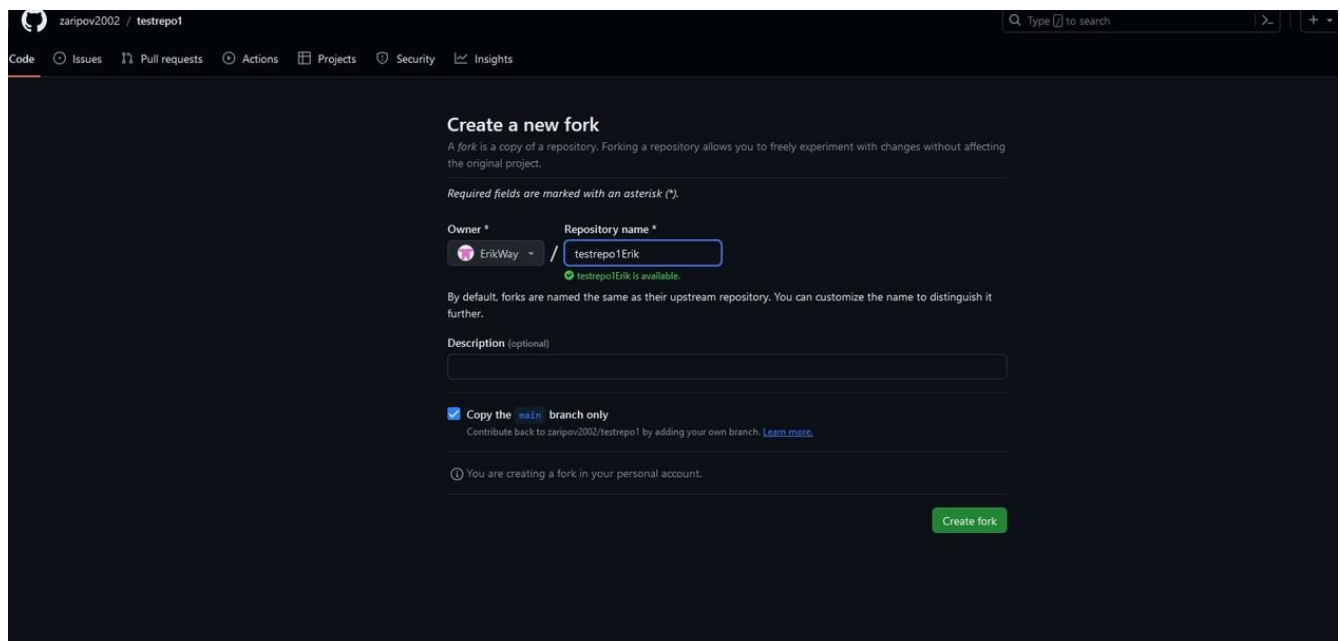 zaripov2002 / testrepo1
Type / to search
Code Issues Pull requests Actions Projects Security Insights
Create a new fork
A fork is a copy of a repository. Forking a repository allows you to freely experiment with changes without affecting
the original project.
Required fields are marked with an asterisk (*).
Owner * Repository name *
ErikWay / testrepo1Erik
testrepo1Erik is available.
By default, forks are named the same as their upstream repository. You can customize the name to distinguish it
further.
Description (optional)
Copy the main branch only
Contribute back to zaripov2002/testrepo1 by adding your own branch. Learn more.
You are creating a fork in your personal account.
Create fork